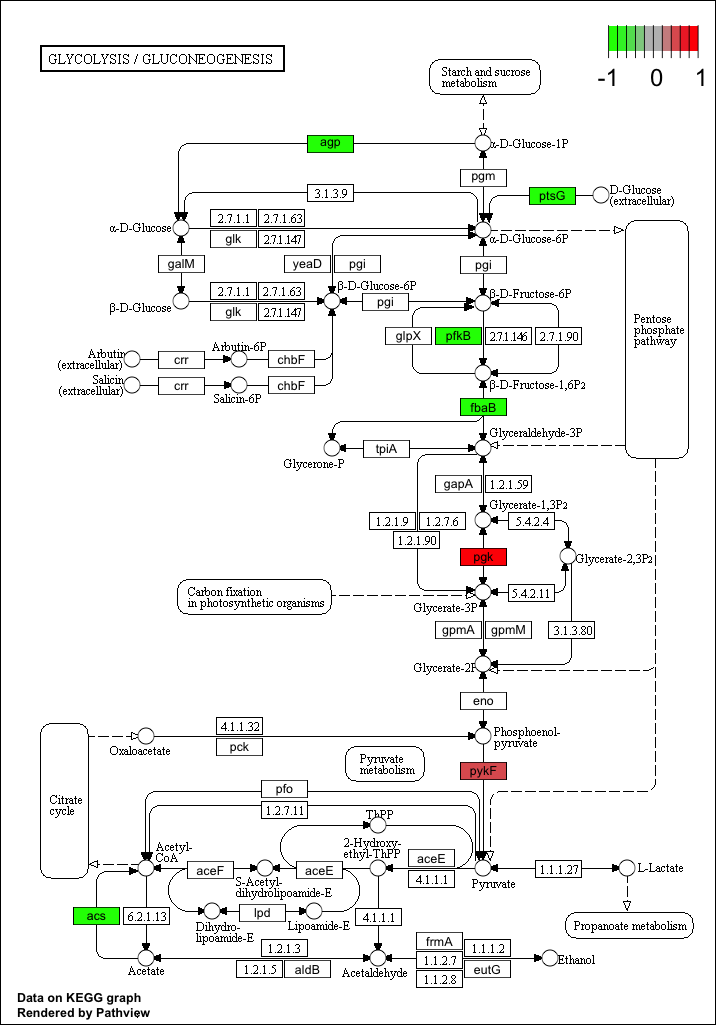 GLYCOLYSIS / GLUCONEOGENESIS
-1 0 1
Starch and sucrose
metabolism
agp
α-D-Glucose-1P
pgm
3.1.3.9
ptsG
D-Glucose
(extracellular)
α-D-Glucose
2.7.1.1
2.7.1.63
glk
2.7.1.147
α-D-Glucose-6P
galM
yeaD
pgi
pgi
β-D-Glucose
2.7.1.1
2.7.1.63
glk
2.7.1.147
β-D-Glucose-6P
pgi
β-D-Fructose-6P
Pentose
phosphate
pathway
glpX
pfkB
2.7.1.146
2.7.1.90
Arbutin
(extracellular)
crr
Arbutin-6P
chbF
Salicin
(extracellular)
crr
Salicin-6P
chbF
β-D-Fructose-1,6P2
fbaB
Glyceraldehyde-3P
Glycerone-P
tpiA
gapA
1.2.1.59
Glycerate-1,3P2
1.2.1.9
1.2.7.6
1.2.1.90
5.4.2.4
pgk
Glycerate-2,3P2
Carbon fixation
in photosynthetic organisms
Glycerate-3P
5.4.2.11
gpmA
gpmM
3.1.3.80
Glycerate-2P
eno
Oxaloacetate
4.1.1.32
pck
Phosphoenol-
pyruvate
Pyruvate
metabolism
pykF
Citrate
cycle
pfo
1.2.7.11
ThPP
Acetyl-
CoA
2-Hydroxy-
ethyl-ThPP
aceF
S-Acetyl-
dihydrolipoamide-E
aceE
aceE
4.1.1.1
Pyruvate
1.1.1.27
L-Lactate
acs
6.2.1.13
Dihydro-
lipoamide-E
lpd
Lipoamide-E
4.1.1.1
Propanoate metabolism
Acetate
1.2.1.3
1.2.1.5
aldB
Acetaldehyde
frmA
1.1.1.2
1.1.2.7
eutG
1.1.2.8
Ethanol
Data on KEGG graph
Rendered by Pathview